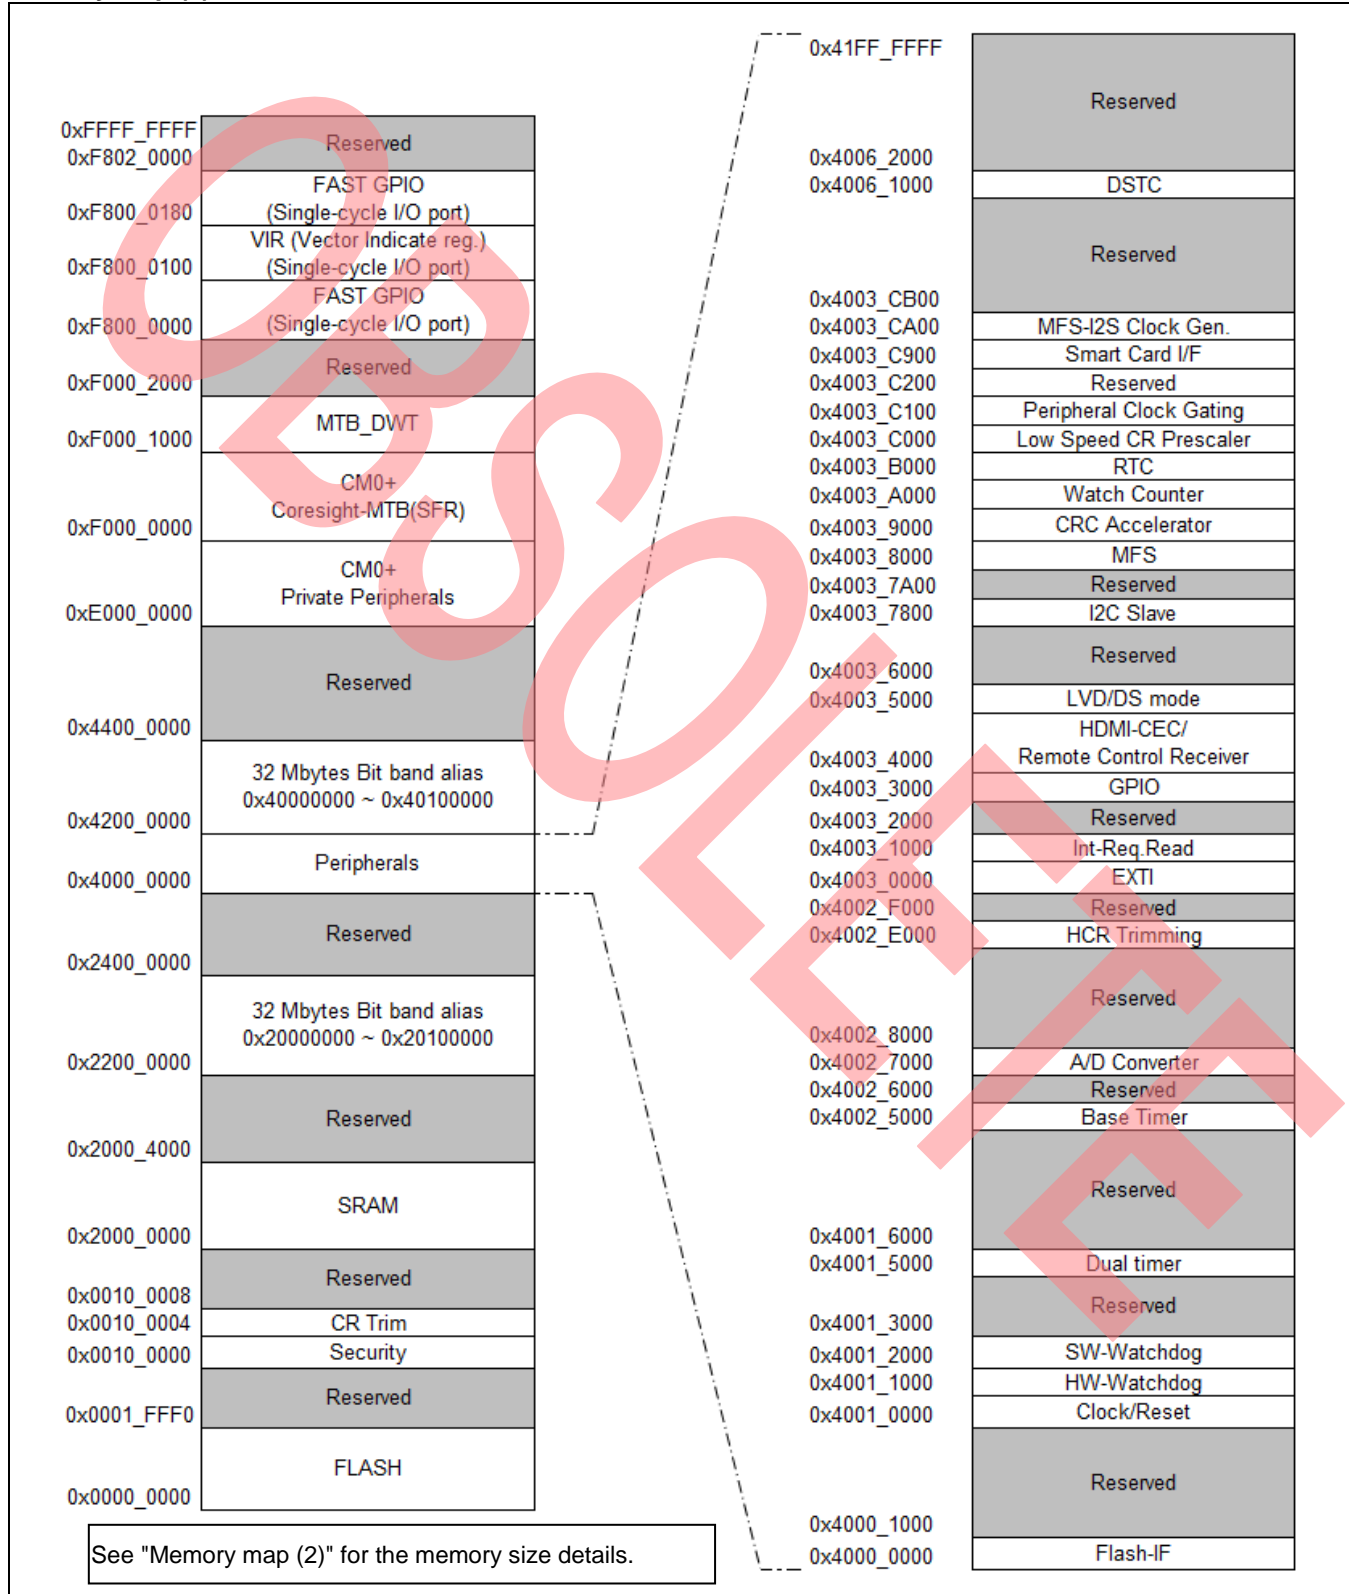 0xFFFF_FFFF
Reserved
0xF802_0000
FAST GPIO
0xF800_0180 (Single-cycle I/O port)
VIR (Vector Indicate reg.)
0xF800_0100 (Single-cycle I/O port)
FAST GPIO
0xF800_0000 (Single-cycle I/O port)
Reserved
0xF000_2000
MTB_DWT
0xF000_1000
CM0+
Coresight-MTB(SFR)
0xF000_0000
CM0+
Private Peripherals
0xE000_0000
Reserved
0x4400_0000
32 Mbytes Bit band alias
0x40000000 ~ 0x40100000
0x4200_0000
Peripherals
0x4000_0000
Reserved
0x2400_0000
32 Mbytes Bit band alias
0x20000000 ~ 0x20100000
0x2200_0000
Reserved
0x2000_4000
SRAM
0x2000_0000
Reserved
0x0010_0008
0x0010_0004 CR Trim
0x0010_0000 Security
Reserved
0x0001_FFF0
FLASH
0x0000_0000
See "Memory map (2)" for the memory size details.
0x41FF_FFFF
Reserved
0x4006_2000
0x4006_1000 DSTC
Reserved
0x4003_CB00
0x4003_CA00 MFS-I2S Clock Gen.
0x4003_C900 Smart Card I/F
0x4003_C200 Reserved
0x4003_C100 Peripheral Clock Gating
0x4003_C000 Low Speed CR Prescaler
0x4003_B000 RTC
0x4003_A000 Watch Counter
0x4003_9000 CRC Accelerator
0x4003_8000 MFS
0x4003_7A00 Reserved
0x4003_7800 I2C Slave
Reserved
0x4003_6000
0x4003_5000 LVD/DS mode
HDMI-CEC/
0x4003_4000 Remote Control Receiver
0x4003_3000 GPIO
0x4003_2000 Reserved
0x4003_1000 Int-Req.Read
0x4003_0000 EXTI
0x4002_F000 Reserved
0x4002_E000 HCR Trimming
Reserved
0x4002_8000
0x4002_7000 A/D Converter
0x4002_6000 Reserved
0x4002_5000 Base Timer
Reserved
0x4001_6000
0x4001_5000 Dual timer
Reserved
0x4001_3000
0x4001_2000 SW-Watchdog
0x4001_1000 HW-Watchdog
0x4001_0000 Clock/Reset
Reserved
0x4000_1000
0x4000_0000 Flash-IF
OBSOLETE